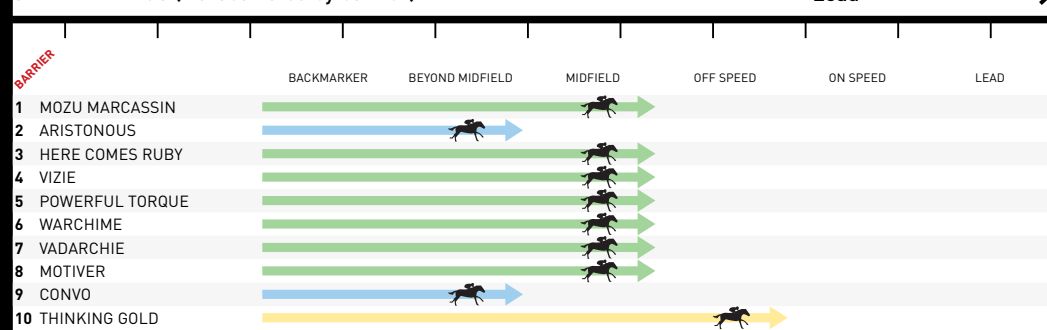 BARRIER
BACKMARKER BEYOND MIDFIELD MIDFIELD OFF SPEED ON SPEED LEAD
1 MOZU MARCASSIN
2 ARISTONOUS
3 HERE COMES RUBY
4 VIZIE
5 POWERFUL TORQUE
6 WARCHIME
7 VADARCHIE
8 MOTIVER
9 CONVO
10 THINKING GOLD